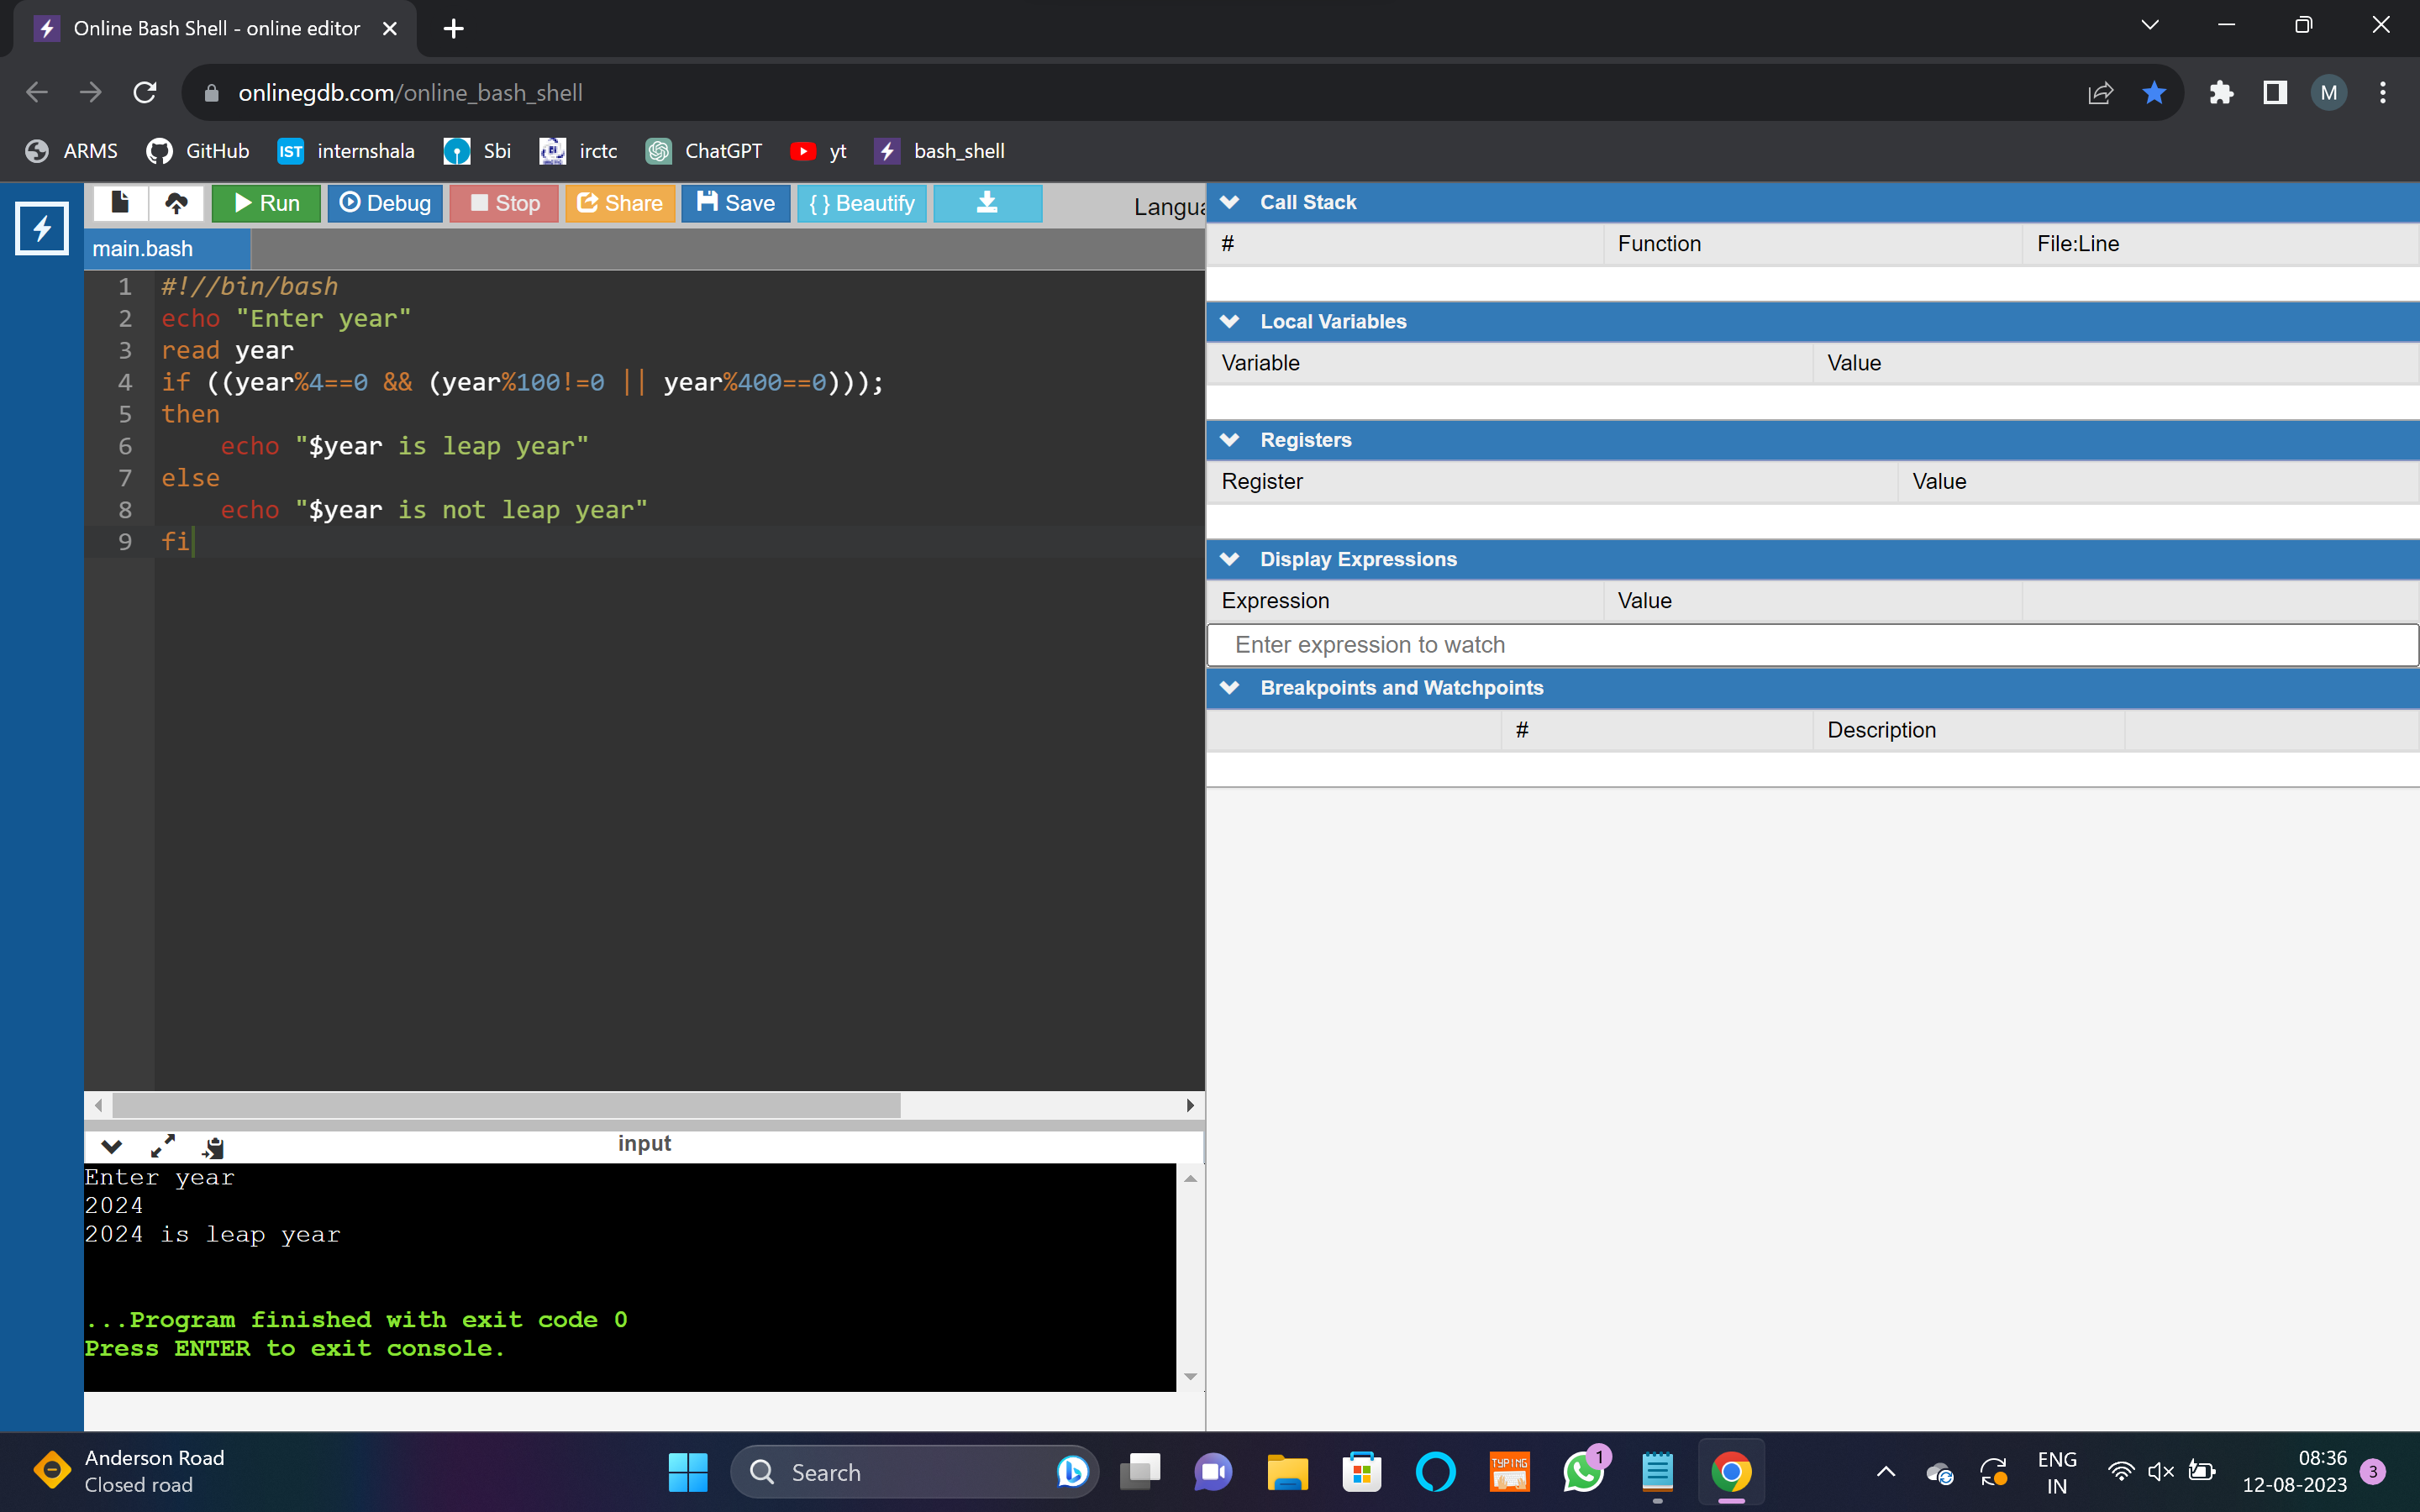 Online Bash Shell - online editor
onlinegdb.com/online_bash_shell
ARMS GitHub IST internshala Sbi irctc ChatGPT yt bash_shell
M
Run Debug Stop Share Save { } Beautify Langua
main.bash
1 #!//bin/bash
2 echo "Enter year"
3 read year
4 if ((year%4==0 && (year%100!=0 || year%400==0)));
5 then
6 echo "$year is leap year"
7 else
8 echo "$year is not leap year"
9 fi
input
Enter year
2024
2024 is leap year
...Program finished with exit code 0
Press ENTER to exit console.
Call Stack
# Function File:Line
Local Variables
Variable Value
Registers
Register Value
Display Expressions
Expression Value
Enter expression to watch
Breakpoints and Watchpoints
# Description
Anderson Road
Closed road
Search
TYPING
1
ENG
IN
08:36
12-08-2023
3